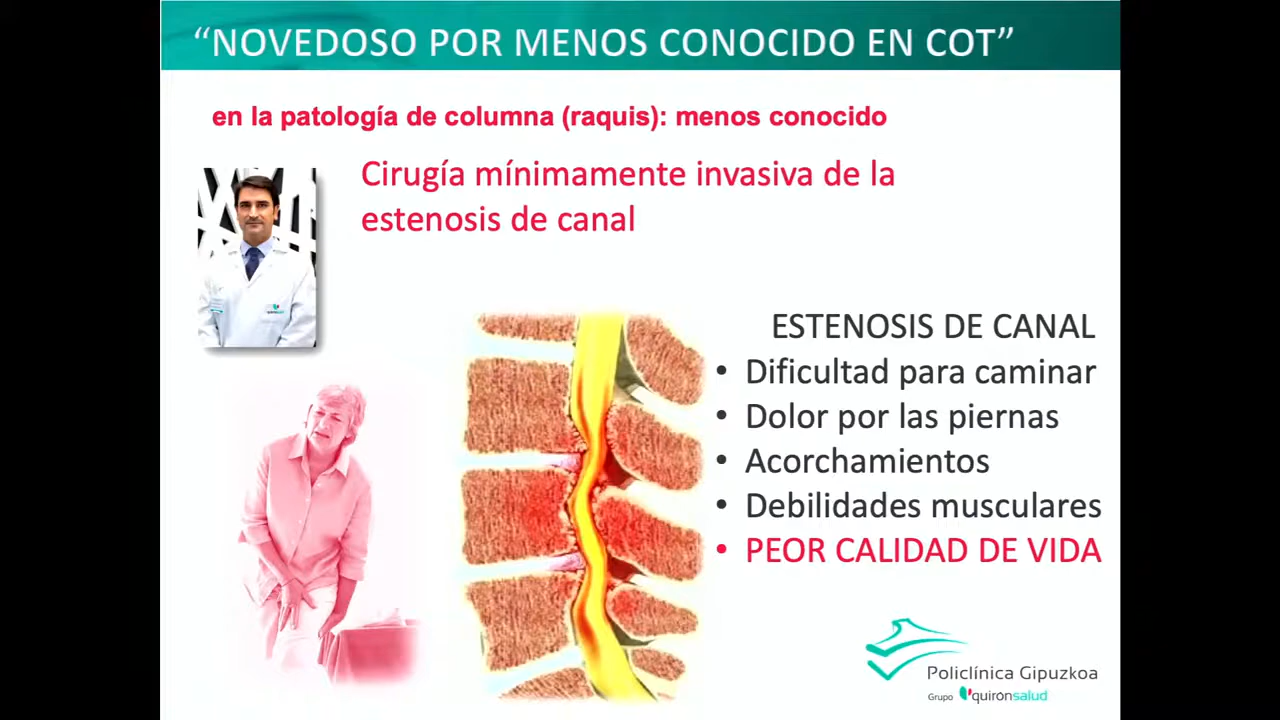 “NOVEDOSO POR MENOS CONOCIDO EN COT”
en la patología de columna (raquis): menos conocido
Cirugía mínimamente invasiva de la
estenosis de canal
ESTENOSIS DE CANAL
• Dificultad para caminar
• Dolor por las piernas
• Acorchamientos
• Debilidades musculares
• PEOR CALIDAD DE VIDA
Policlínica Gipuzkoa
Grupo quirónsalud